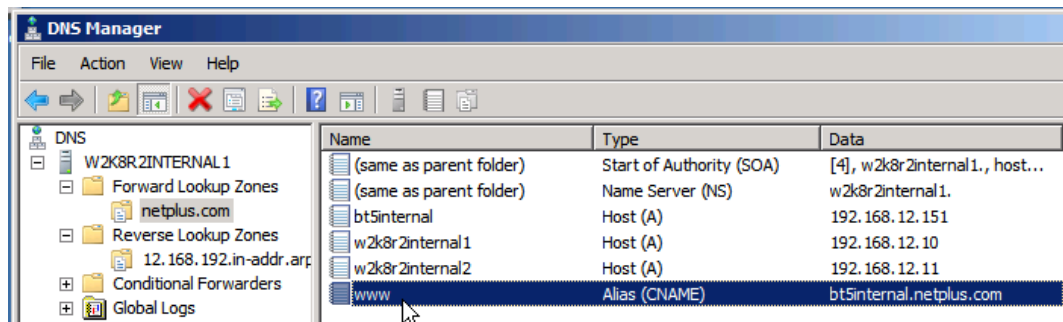 DNS Manager
File Action View Help
DNS
W2K8R2INTERNAL1
Forward Lookup Zones
netplus.com
Reverse Lookup Zones
12.168.192.in-addr.arp
Conditional Forwarders
Global Logs
Name Type Data
(same as parent folder) Start of Authority (SOA) [4], w2k8r2internal1., host...
(same as parent folder) Name Server (NS) w2k8r2internal1.
bt5internal Host (A) 192.168.12.151
w2k8r2internal1 Host (A) 192.168.12.10
w2k8r2internal2 Host (A) 192.168.12.11
www Alias (CNAME) bt5internal.netplus.com